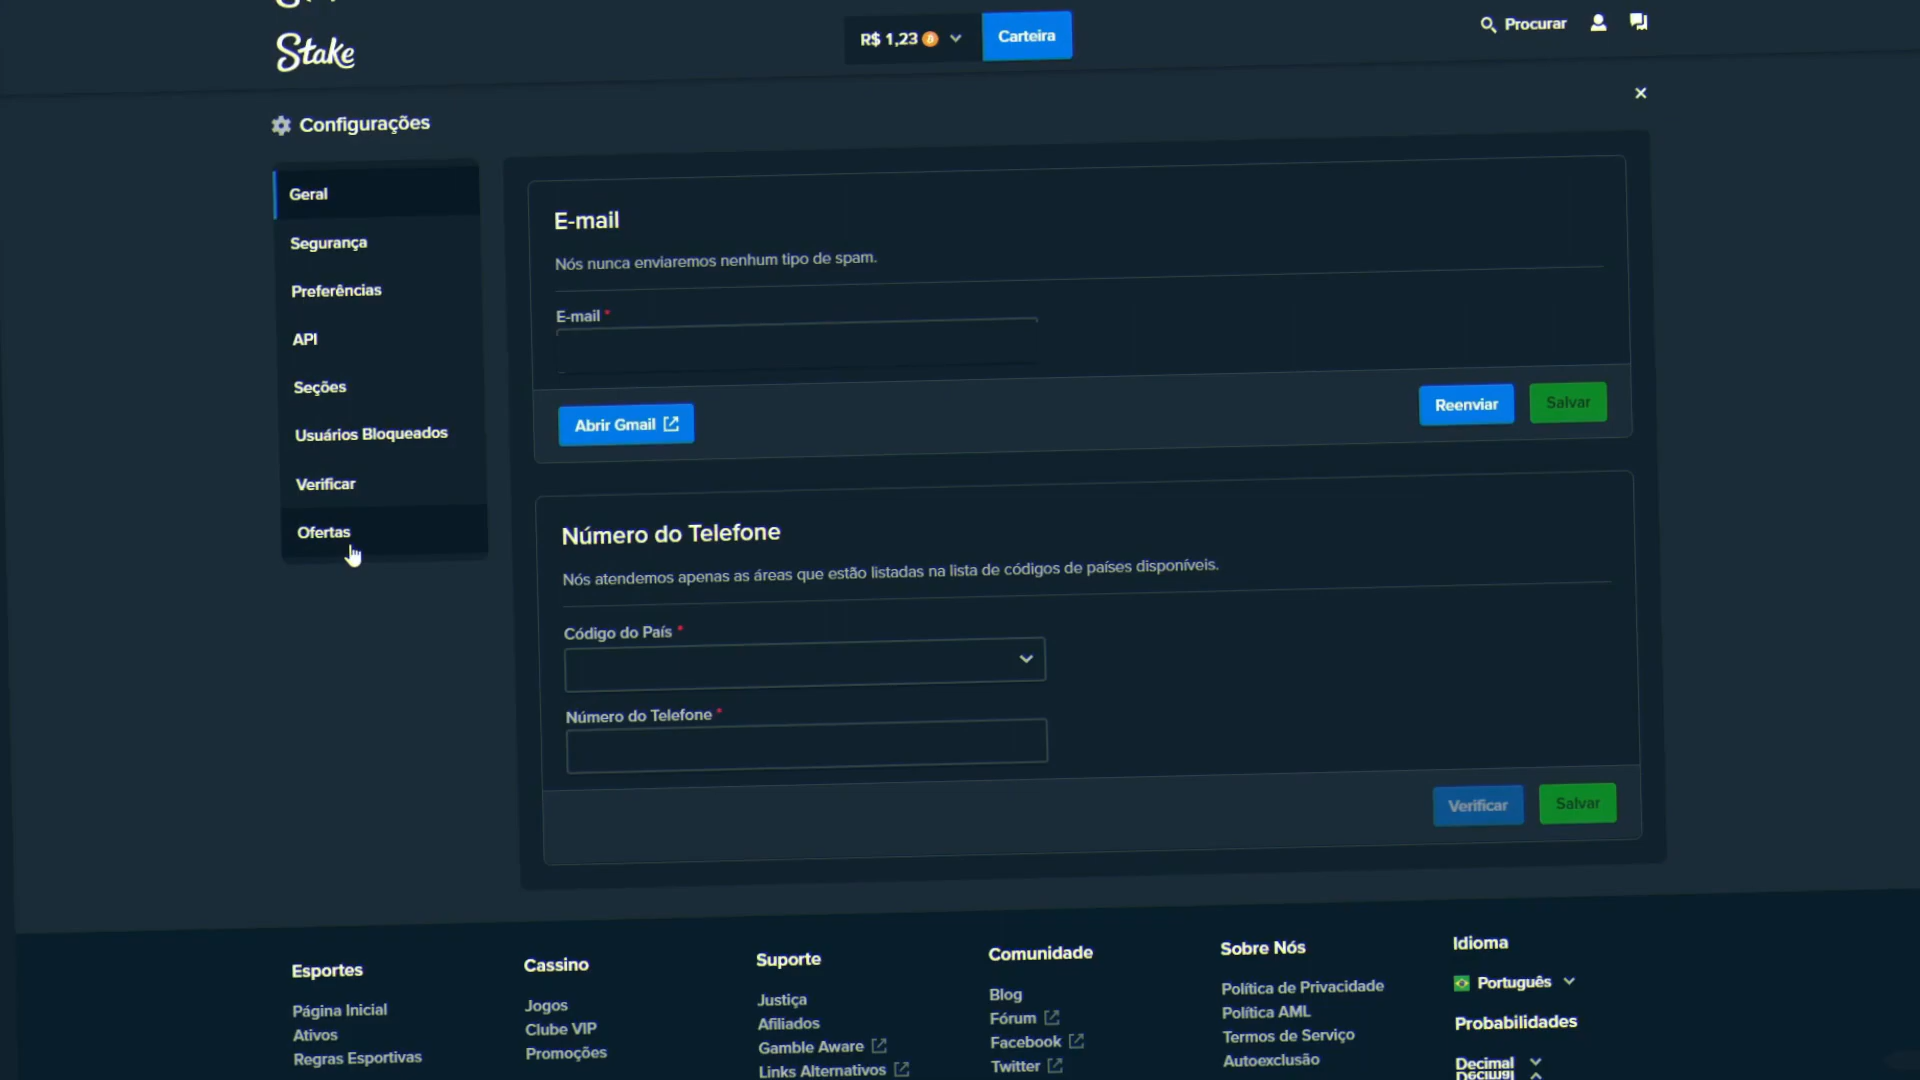 Stake
R$ 1,23
Carteira
Procurar
Configurações
Geral
Segurança
Preferências
API
Seções
Usuários Bloqueados
Verificar
Ofertas
E-mail
Nós nunca enviaremos nenhum tipo de spam.
E-mail *
Abrir Gmail
Reenviar
Salvar
Número do Telefone
Nós atendemos apenas as áreas que estão listadas na lista de códigos de países disponíveis.
Código do País *
Número do Telefone *
Verificar
Salvar
Esportes
Página Inicial
Ativos
Regras Esportivas
Cassino
Jogos
Clube VIP
Promoções
Suporte
Justiça
Afiliados
Gamble Aware
Links Alternativos
Comunidade
Blog
Fórum
Facebook
Twitter
Sobre Nós
Política de Privacidade
Política AML
Termos de Serviço
Autoexclusão
Idioma
Português
Probabilidades
Decimal
Decimal